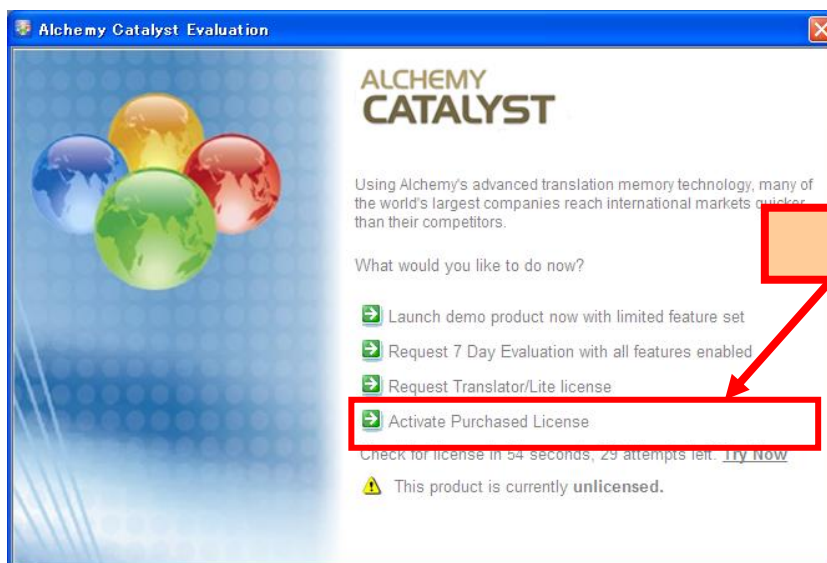 Alchemy Catalyst Evaluation
ALCHEMY
CATALYST
Using Alchemy's advanced translation memory technology, many of
the world's largest companies reach international markets quicker
than their competitors.
What would you like to do now?
Launch demo product now with limited feature set
Request 7 Day Evaluation with all features enabled
Request Translator/Lite license
Activate Purchased License
Check for license in 54 seconds, 29 attempts left. Try Now
This product is currently unlicensed.